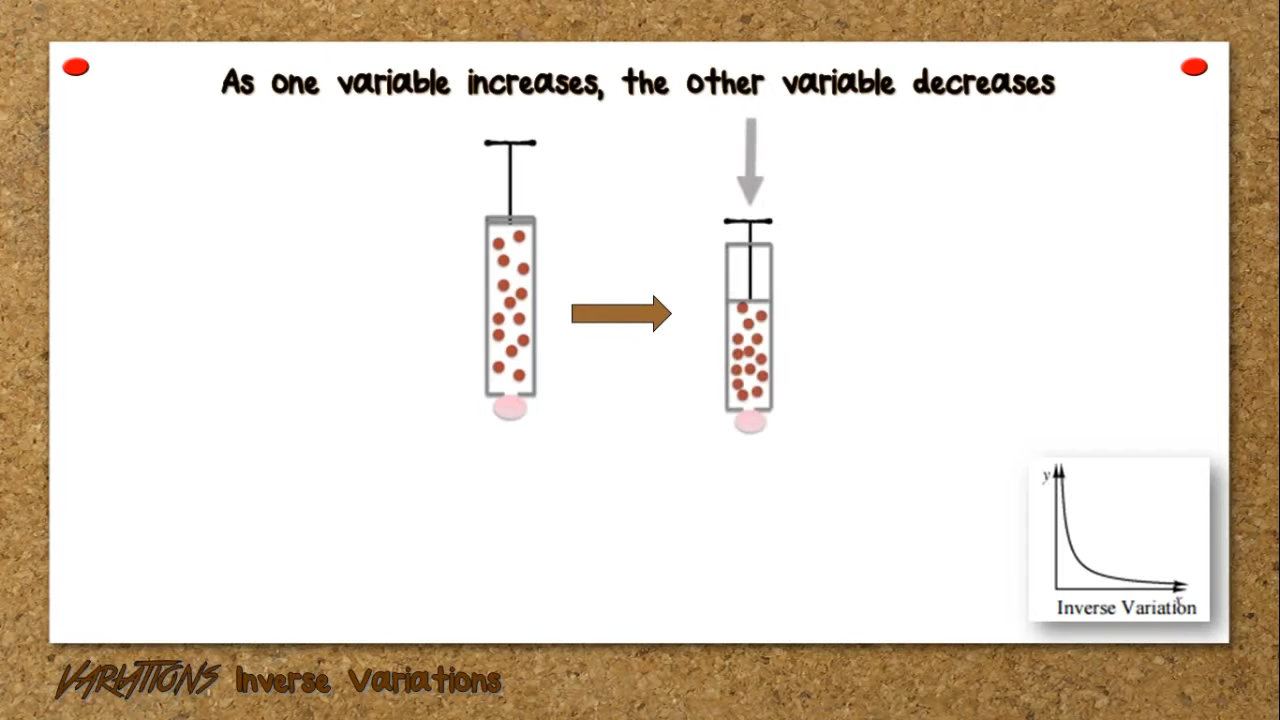 As one variable increases, the other variable decreases
y
x
Inverse Variation
VARIATIONS Inverse Variations